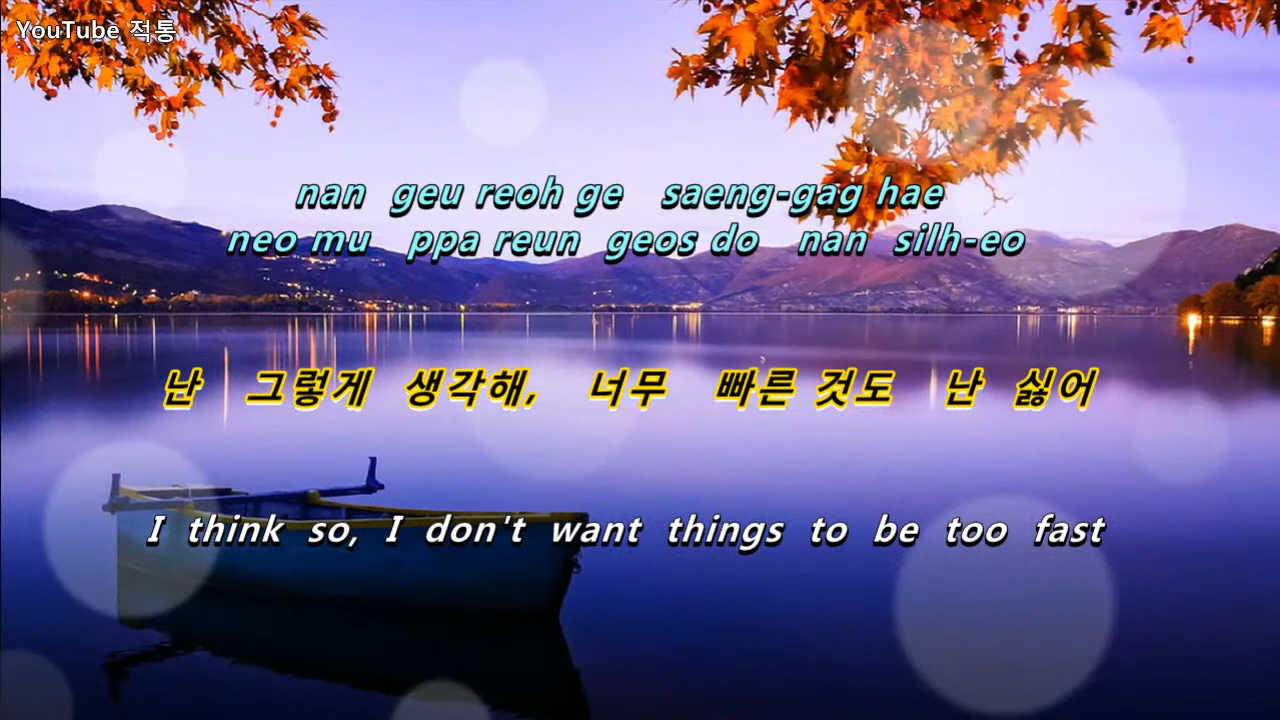 YouTube 적통
nan geu reoh ge saeng-gag hae
neo mu ppa reun geos do nan silh-eo
난 그렇게 생각해, 너무 빠른 것도 난 싫어
I think so, I don't want things to be too fast